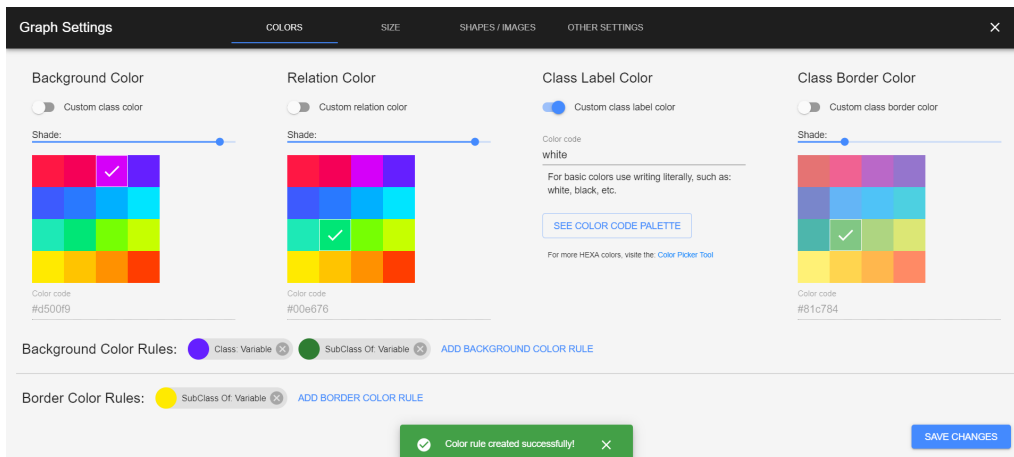 Graph Settings
COLORS
SIZE
SHAPES / IMAGES
OTHER SETTINGS
Background Color
Relation Color
Class Label Color
Class Border Color
Custom class color
Custom relation color
Custom class label color
Custom class border color
Shade:
Shade:
Color code
Shade:
white
For basic colors use writing literally, such as:
white, black, etc.
SEE COLOR CODE PALETTE
For more HEXA colors, visite the: Color Picker Tool
Color code
Color code
Color code
#d500f9
#00e676
#81c784
Background Color Rules:
Class: Variable
SubClass Of: Variable
ADD BACKGROUND COLOR RULE
Border Color Rules:
SubClass Of: Variable
ADD BORDER COLOR RULE
Color rule created successfully!
SAVE CHANGES